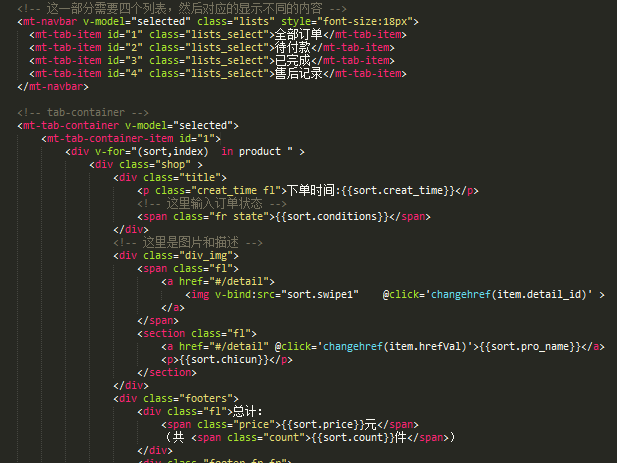 <!-- 这一部分需要四个列表，然后对应的显示不同的内容 -->
<mt-navbar v-model="selected" class="lists" style="font-size:18px">
<mt-tab-item id="1" class="lists_select">全部订单</mt-tab-item>
<mt-tab-item id="2" class="lists_select">待付款</mt-tab-item>
<mt-tab-item id="3" class="lists_select">已完成</mt-tab-item>
<mt-tab-item id="4" class="lists_select">售后记录</mt-tab-item>
</mt-navbar>
<!-- tab-container -->
<mt-tab-container v-model="selected">
<mt-tab-container-item id="1">
<div v-for="(sort,index)  in product " >
<div class="shop" >
<div class="title">
<p class="creat_time fl">下单时间:{{sort.creat_time}}</p>
<!-- 这里输入订单状态 -->
<span class="fr state">{{sort.conditions}}</span>
</div>
<!-- 这里是图片和描述 -->
<div class="div_img">
<span class="fl">
<a href="#/detail">
<img v-bind:src="sort.swipe1"    @click='changehref(item.detail_id)' >
</a>
</span>
<section class="fl">
<a href="#/detail" @click='changehref(item.hrefVal)'>{{sort.pro_name}}</a>
<p>{{sort.chicun}}</p>
</section>
</div>
<div class="footers">
<div class="fl">总计：
<span class="price">{{sort.price}}元</span>
（共 <span class="count">{{sort.count}}件</span>）
</div>
<div class="footer_fr fr">